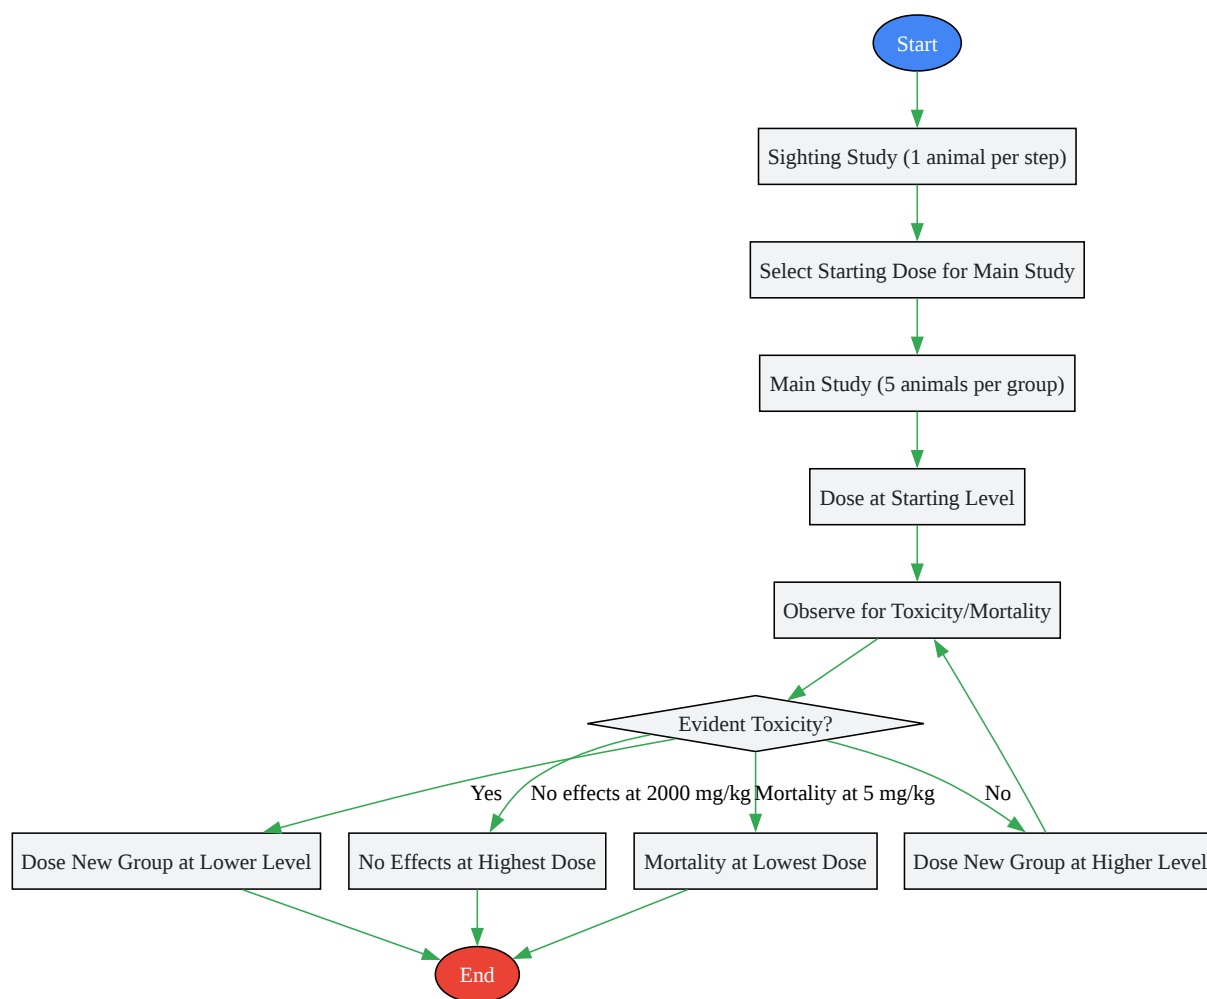 Start
Sighting Study (1 animal per step)
Select Starting Dose for Main Study
Main Study (5 animals per group)
Dose at Starting Level
Observe for Toxicity/Mortality
Evident Toxicity?
Yes
No effects at 2000 mg/kg
Mortality at 5 mg/kg
No
Dose New Group at Lower Level
No Effects at Highest Dose
Mortality at Lowest Dose
Dose New Group at Higher Level
End